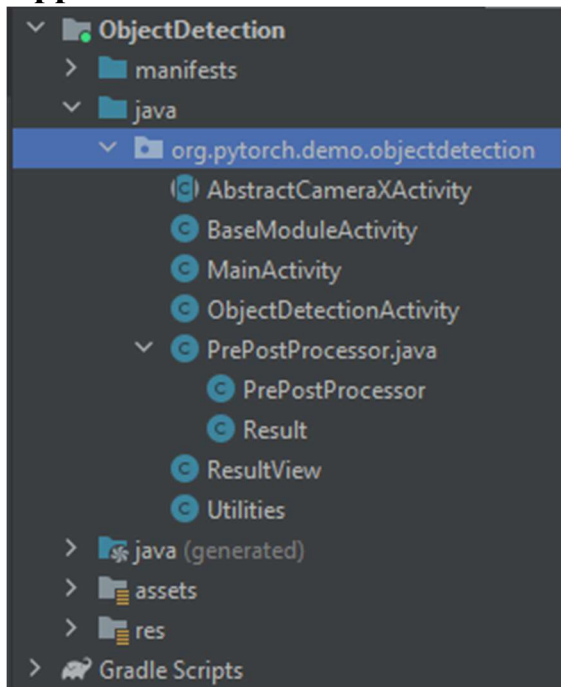 ObjectDetection
manifests
java
org.pytorch.demo.objectdetection
AbstractCameraXActivity
BaseModuleActivity
MainActivity
ObjectDetectionActivity
PrePostProcessor.java
PrePostProcessor
Result
ResultView
Utilities
java (generated)
assets
res
Gradle Scripts